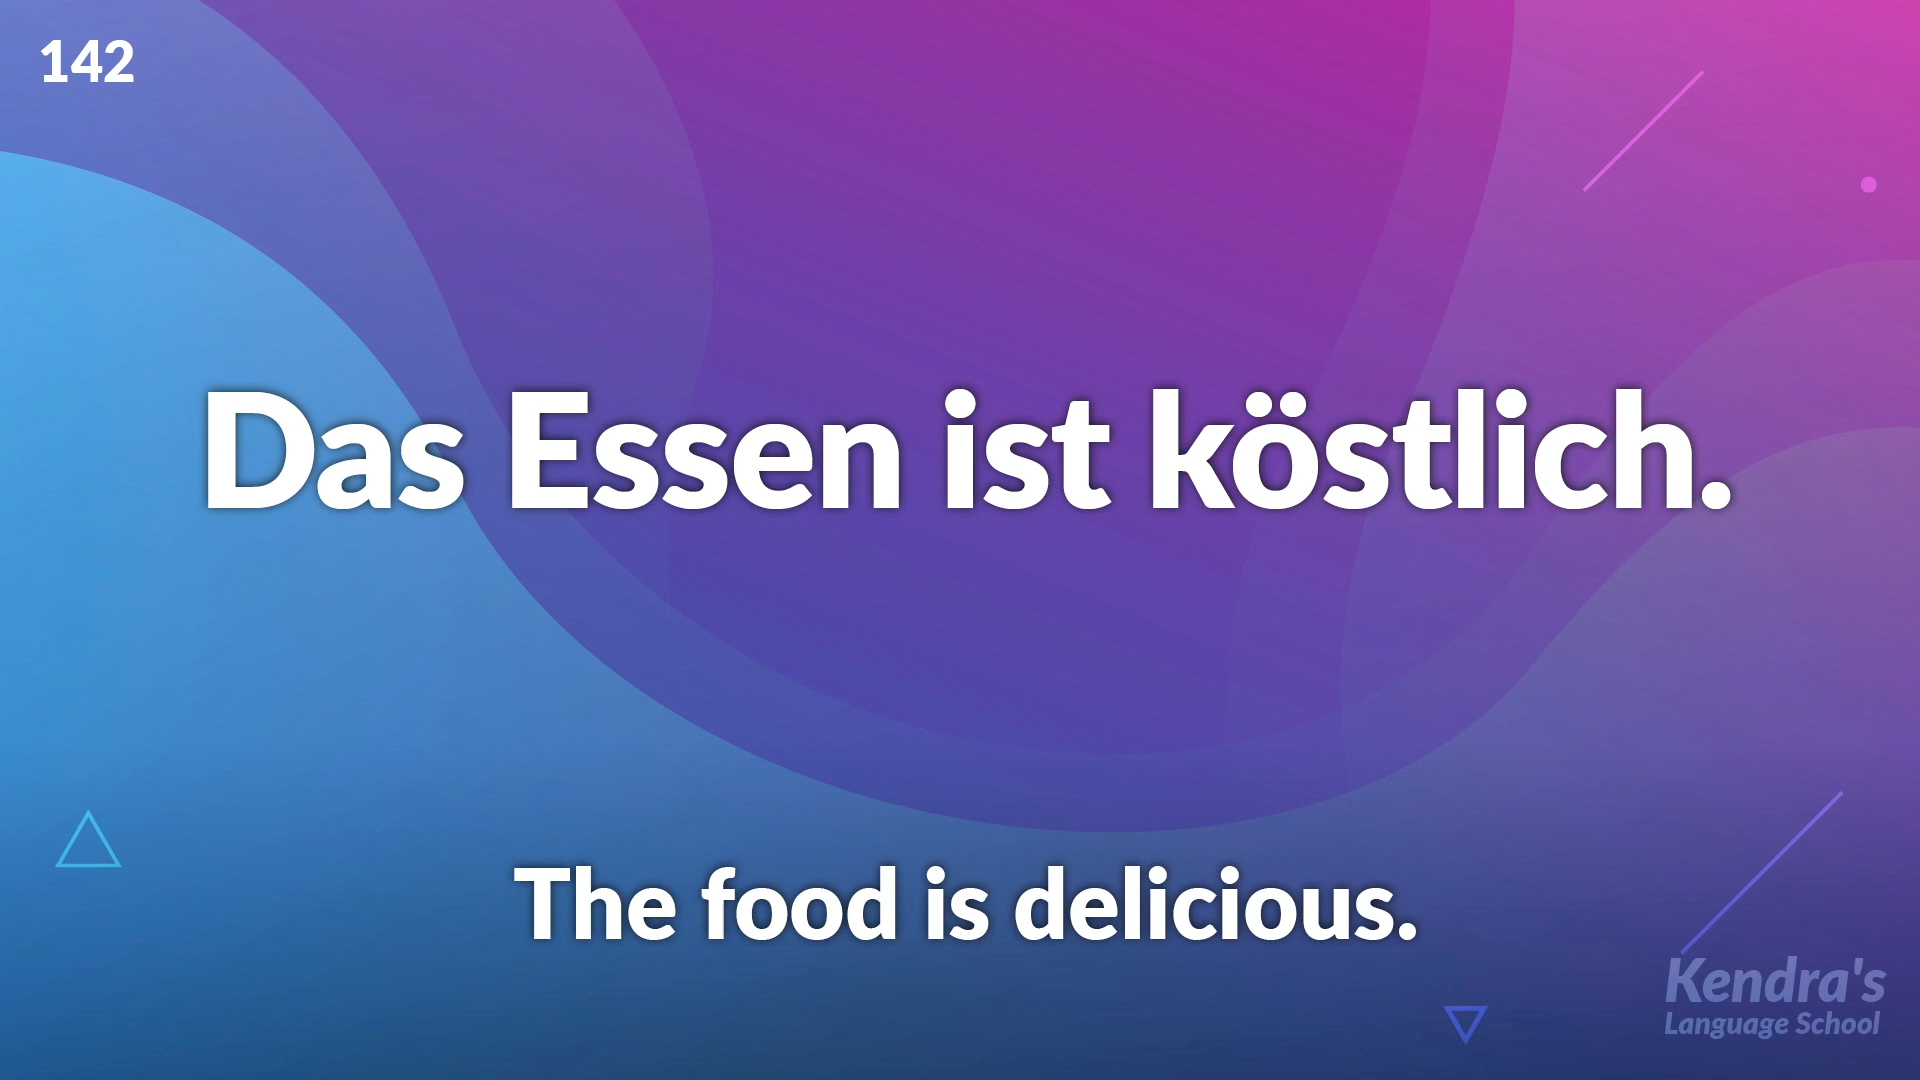 142
Das Essen ist köstlich.
The food is delicious.
Kendra's
Language School